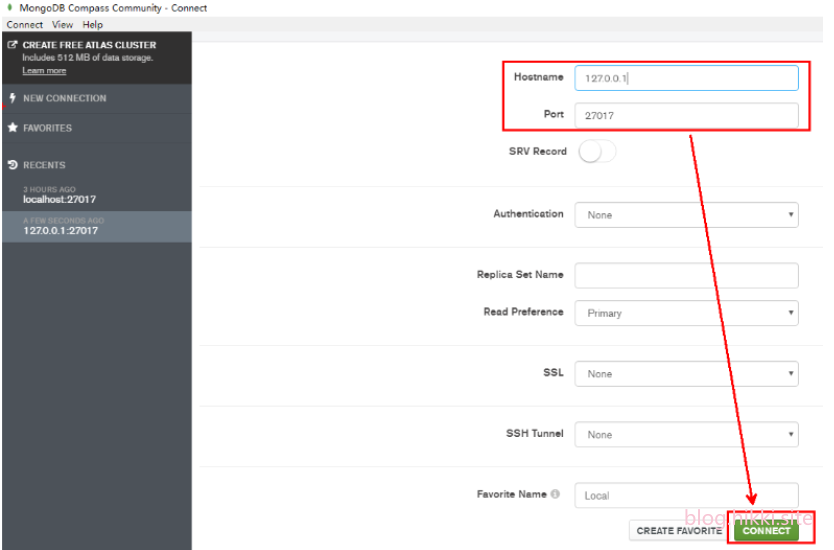 MongoDB Compass Community - Connect
Connect View Help
CREATE FREE ATLAS CLUSTER
Includes 512 MB of data storage.
Learn more
NEW CONNECTION
FAVORITES
RECENTS
3 HOURS AGO
localhost:27017
A FEW SECONDS AGO
127.0.0.1:27017
Hostname 127.0.0.1
Port 27017
SRV Record
Authentication None
Replica Set Name
Read Preference Primary
SSL None
SSH Tunnel None
Favorite Name Local
blog.hikki.site
CREATE FAVORITE CONNECT